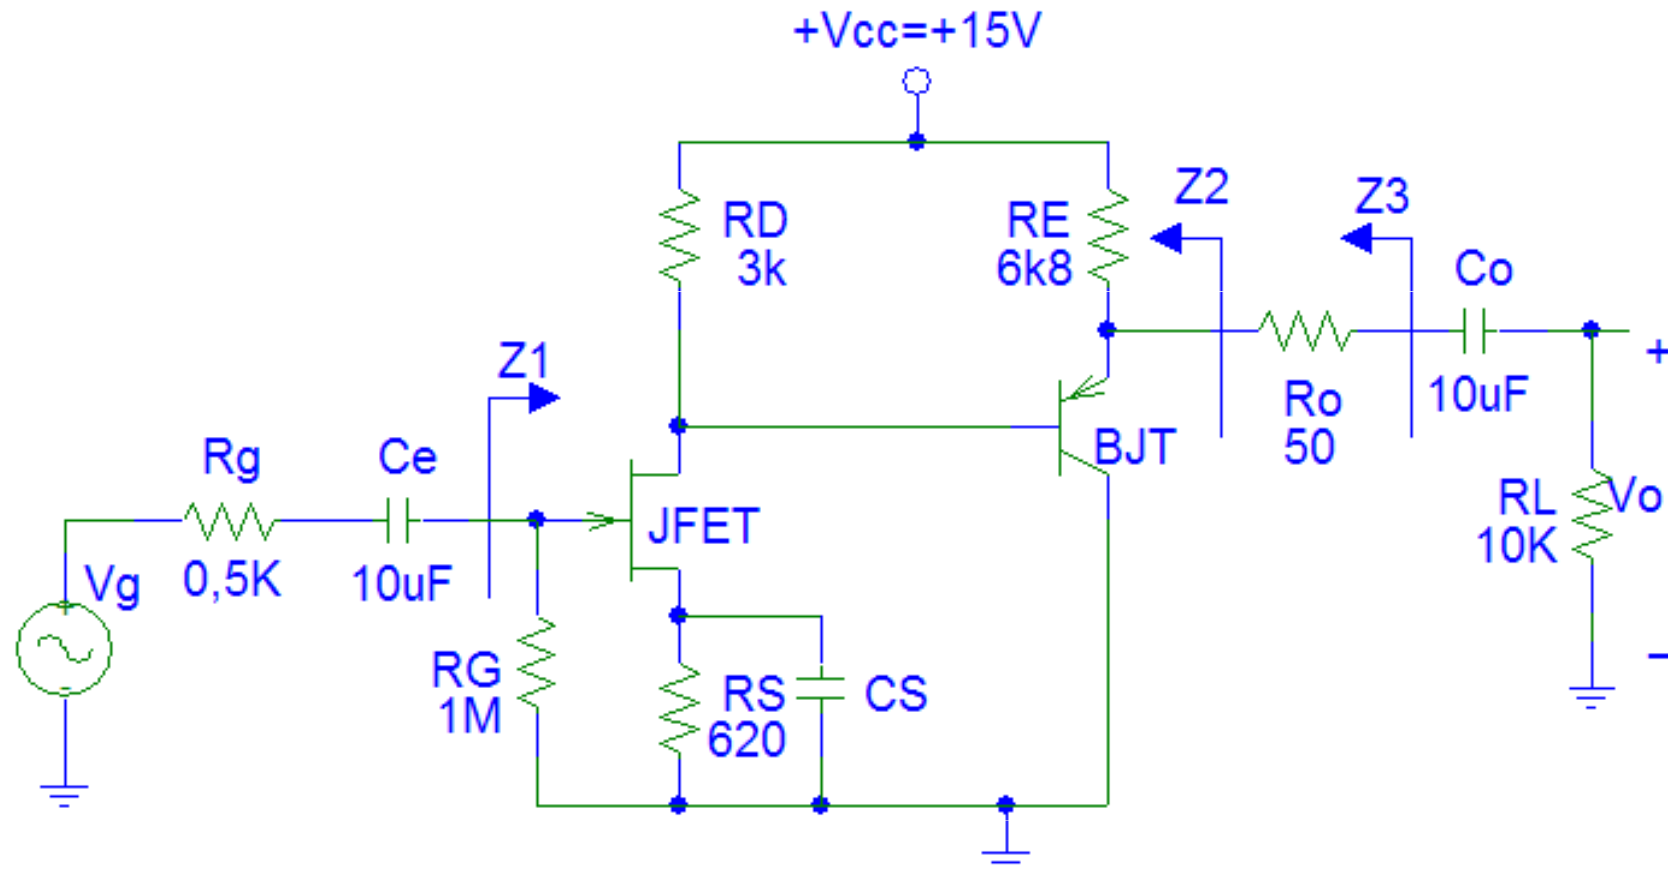 +Vcc=+15V
RD
3k
RE
6k8
Z2
Z3
Co
10uF
Z1
Ro
50
BJT
Rg
0,5K
Ce
10uF
JFET
Vg
RG
1M
RS
620
CS
RL
10K
+
Vo
-